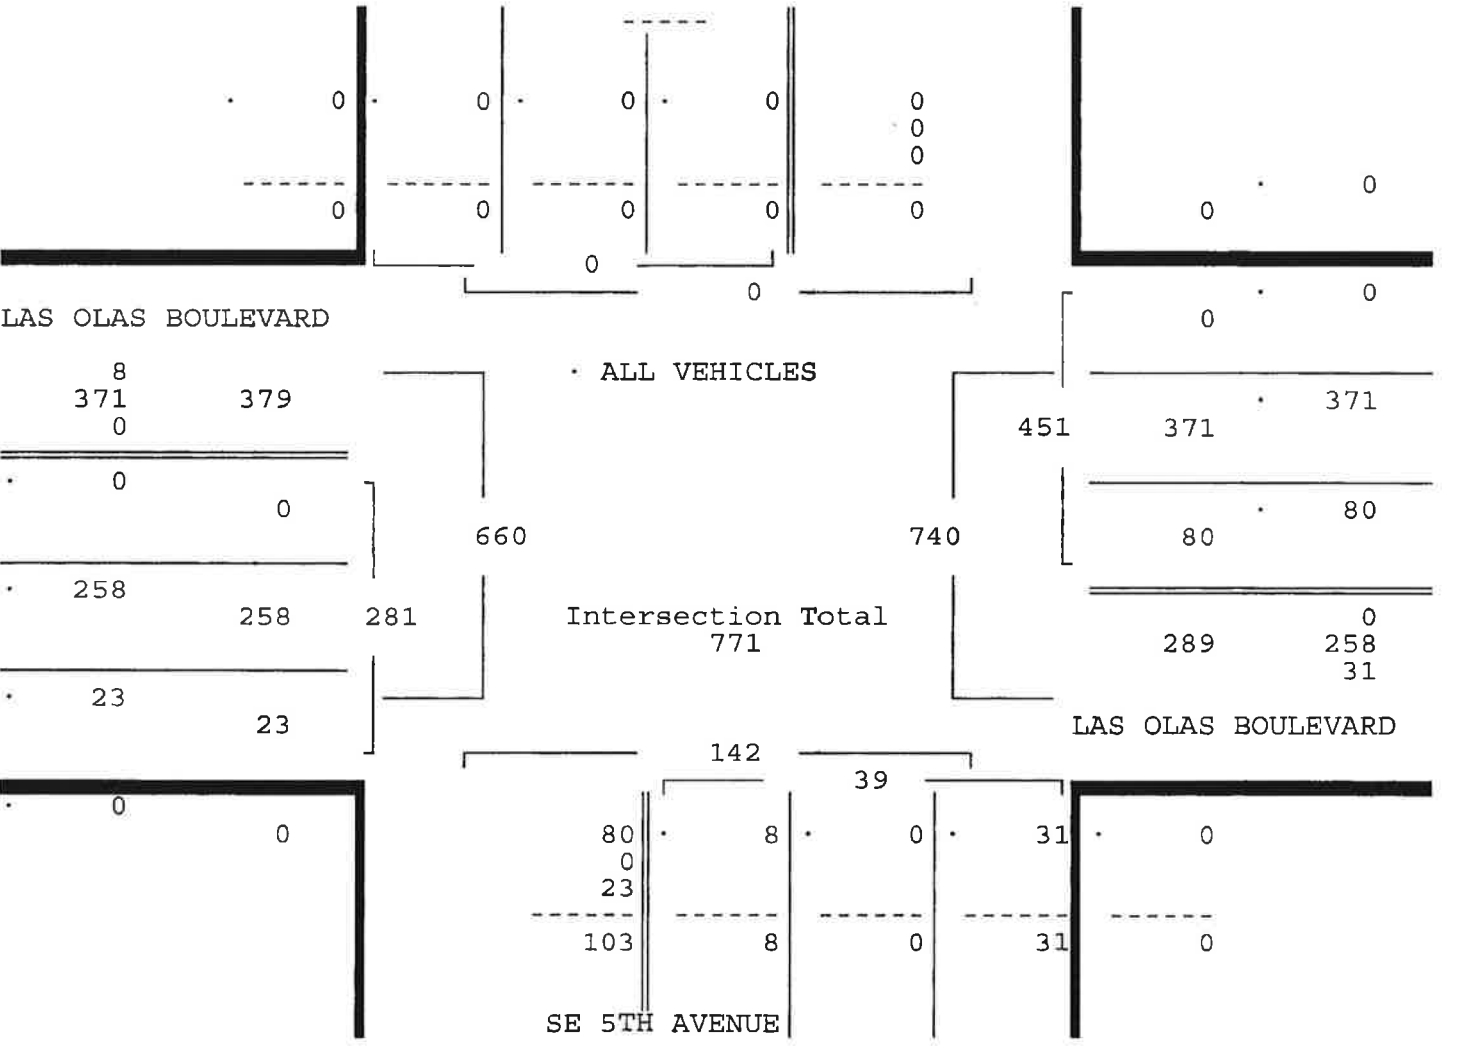 0 0 0 0 0
0
0
0
0 0 0 0 0 0
0
0
0 0
LAS OLAS BOULEVARD 0
8 ALL VEHICLES
371 379 371
0 451 371
0
0 80
660 740 80
258
258 281 Intersection Total 0
771 289 258
31
23
23 LAS OLAS BOULEVARD
142
39
0
0 80 8 0 31 0
0
23
103 8 0 31 0
SE 5TH AVENUE